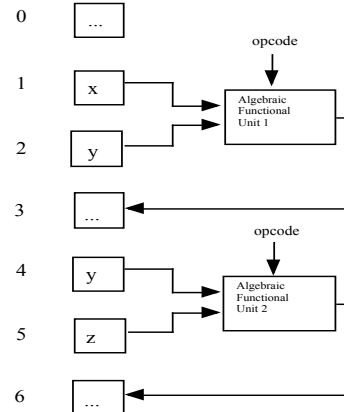 0 ...
opcode
1 x
Algebraic
Functional
Unit 1
2 y
3 ...
opcode
4 y
Algebraic
Functional
Unit 2
5 z
6 ...